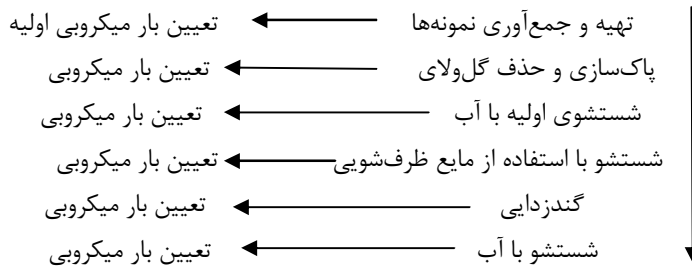 تهیه و جمع‌آوری نمونه‌ها تعیین بار میکروبی اولیه
پاک‌سازی و حذف گل‌ولای تعیین بار میکروبی
شستشوی اولیه با آب تعیین بار میکروبی
شستشو با استفاده از مایع ظرف‌شویی تعیین بار میکروبی
گندزدایی تعیین بار میکروبی
شستشو با آب تعیین بار میکروبی